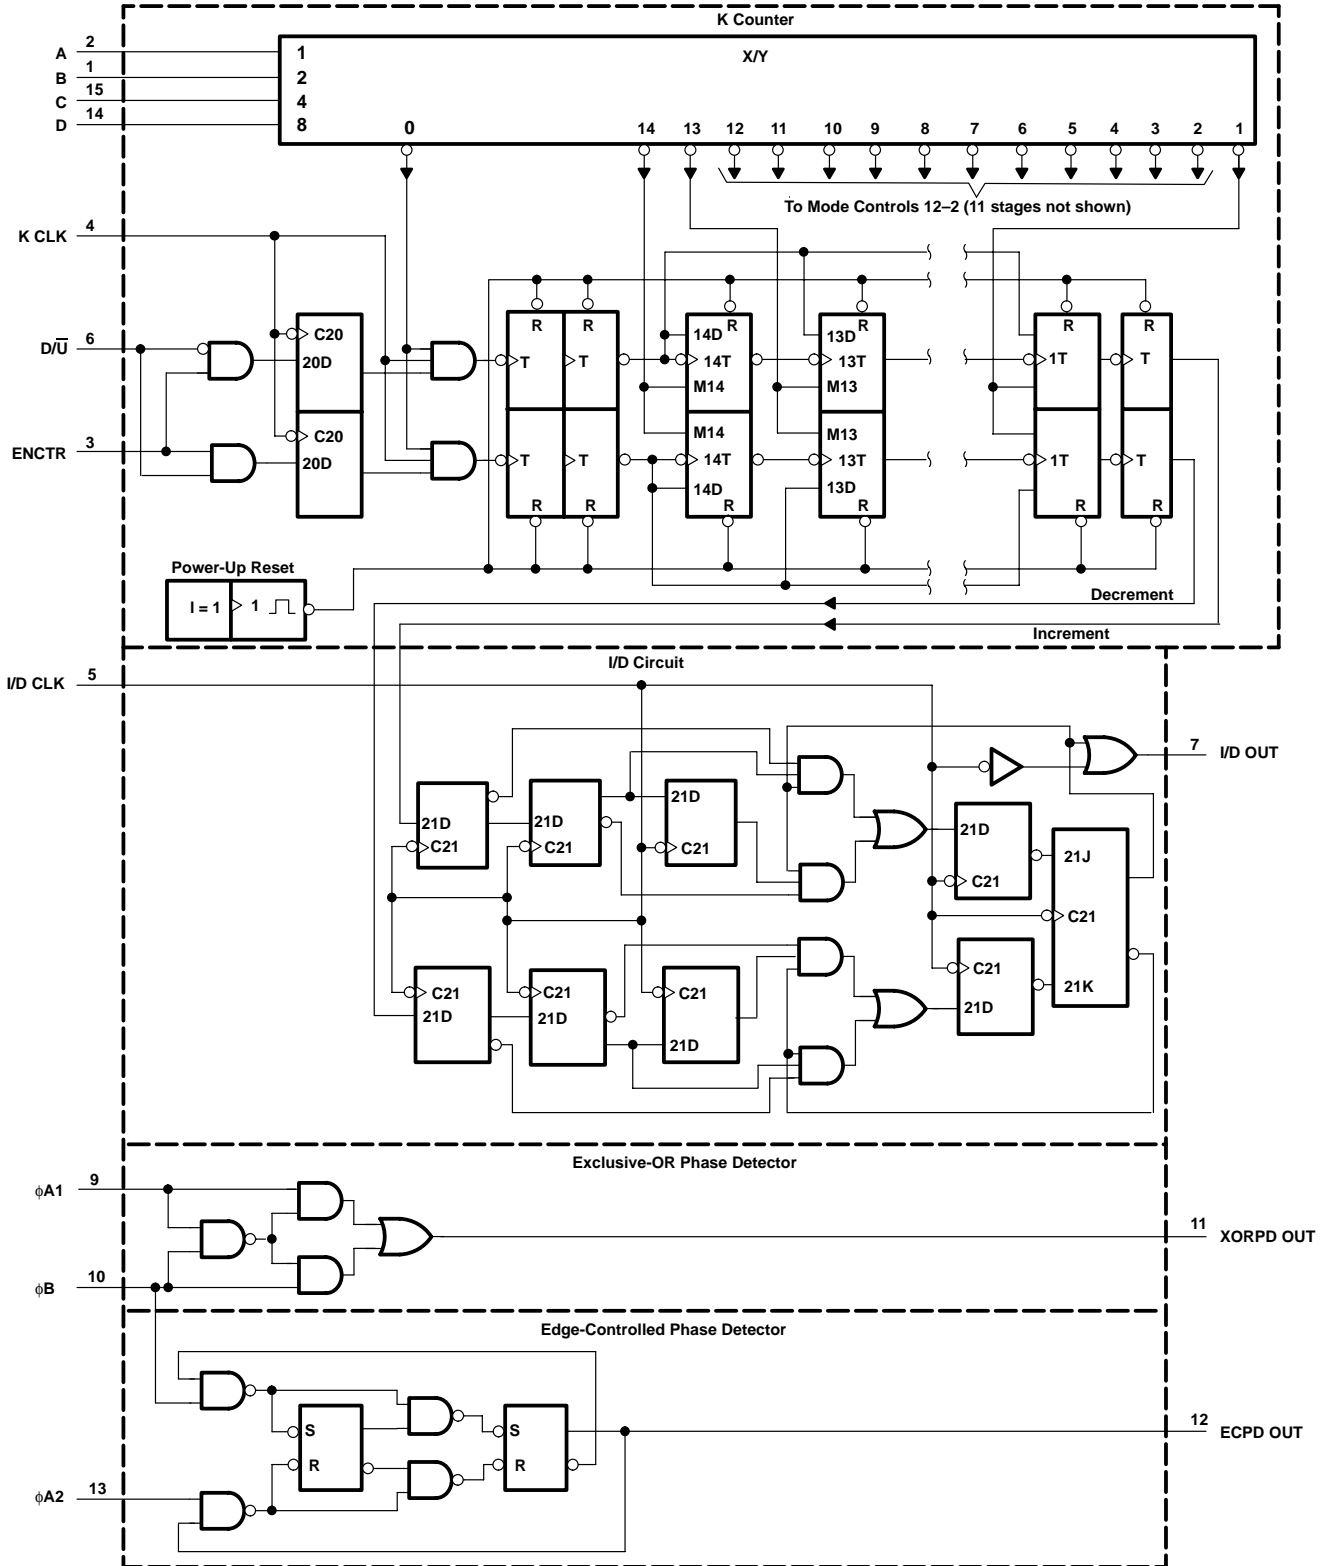 K Counter
A 2
B 1
C 15
D 14
1
2
4
8
X/Y
0 14 13 12 11 10 9 8 7 6 5 4 3 2 1
To Mode Controls 12–2 (11 stages not shown)
K CLK 4
D/U̅ 6
ENCTR 3
C20
20D
C20
20D
R R R R R R
T T 14D 13D
14T 13T 1T T
M14 M13
M14 M13
T T 14T 13T 1T T
14D 13D
R R R R R R
Power-Up Reset
I = 1 1
Decrement
Increment
I/D Circuit
I/D CLK 5
7 I/D OUT
21D 21D 21D 21D
C21 C21 C21 C21
21J
C21
21K
C21 C21 C21 C21
21D 21D 21D 21D
Exclusive-OR Phase Detector
ϕA1 9
ϕB 10
11 XORPD OUT
Edge-Controlled Phase Detector
S S
R R
12 ECPD OUT
ϕA2 13